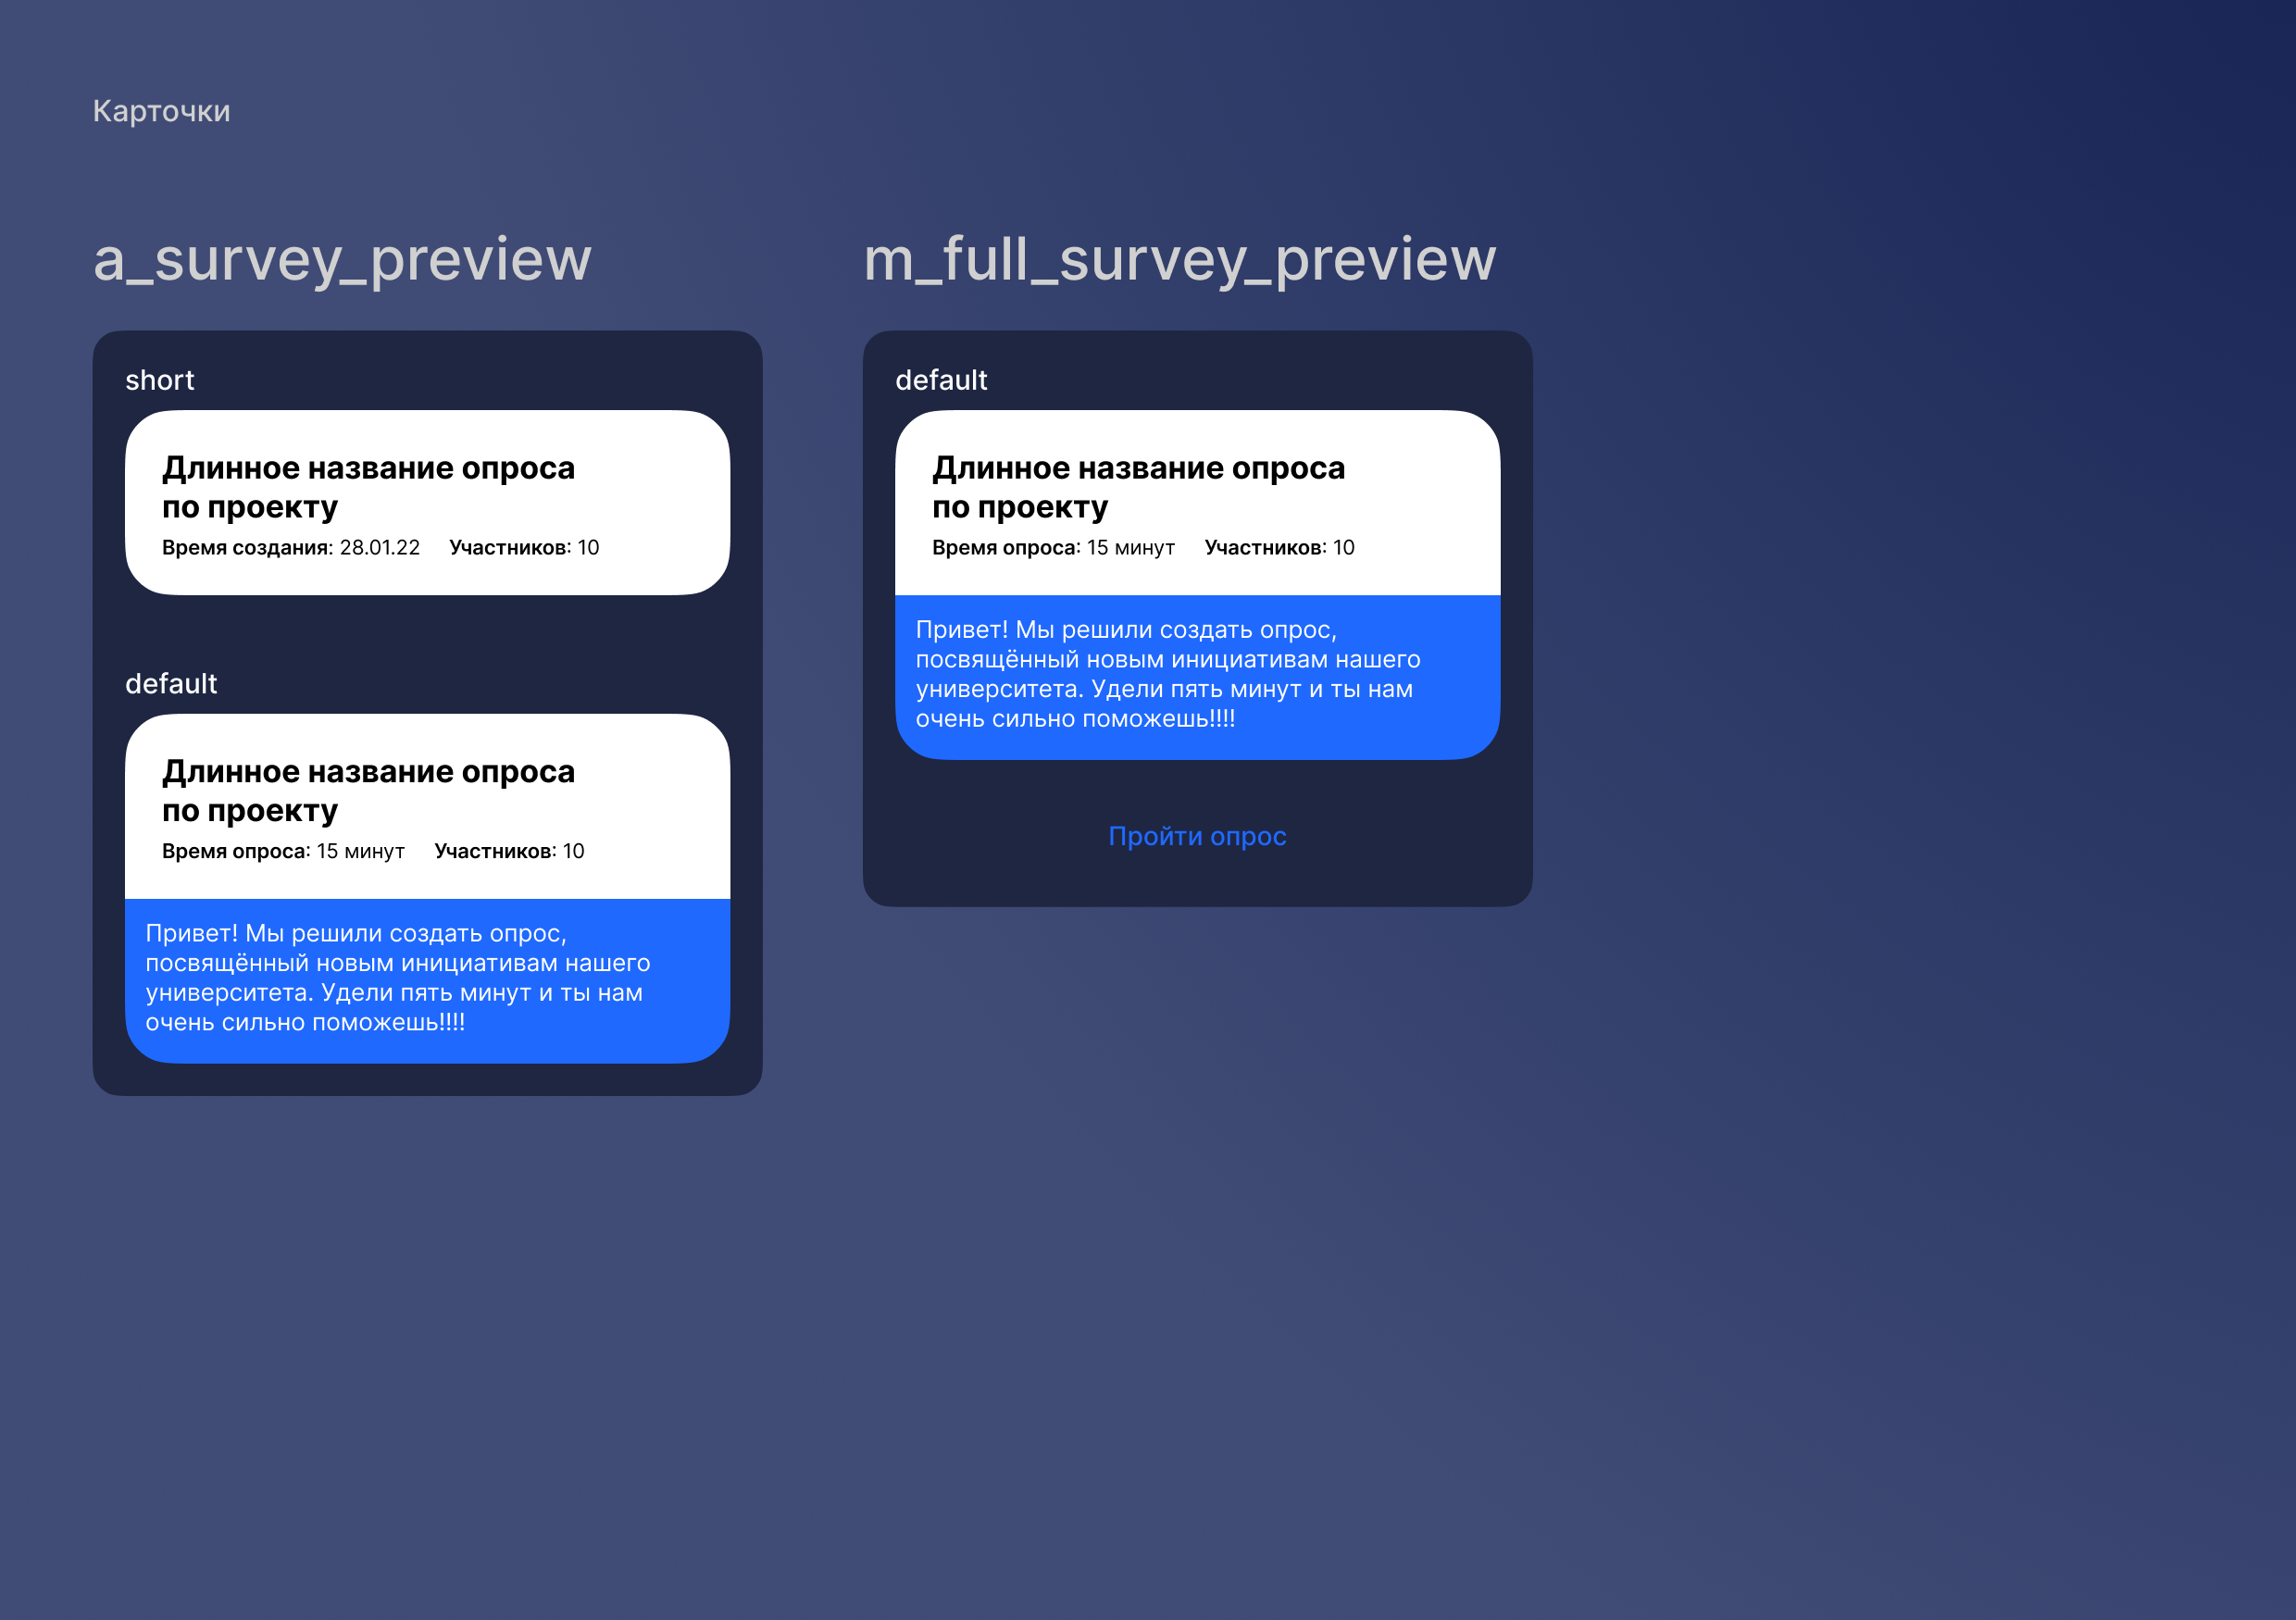 Карточки
a_survey_preview
short
Длинное название опроса
по проекту
Время создания: 28.01.22 Участников: 10
default
Длинное название опроса
по проекту
Время опроса: 15 минут Участников: 10
Привет! Мы решили создать опрос,
посвящённый новым инициативам нашего
университета. Удели пять минут и ты нам
очень сильно поможешь!!!!
m_full_survey_preview
default
Длинное название опроса
по проекту
Время опроса: 15 минут Участников: 10
Привет! Мы решили создать опрос,
посвящённый новым инициативам нашего
университета. Удели пять минут и ты нам
очень сильно поможешь!!!!
Пройти опрос